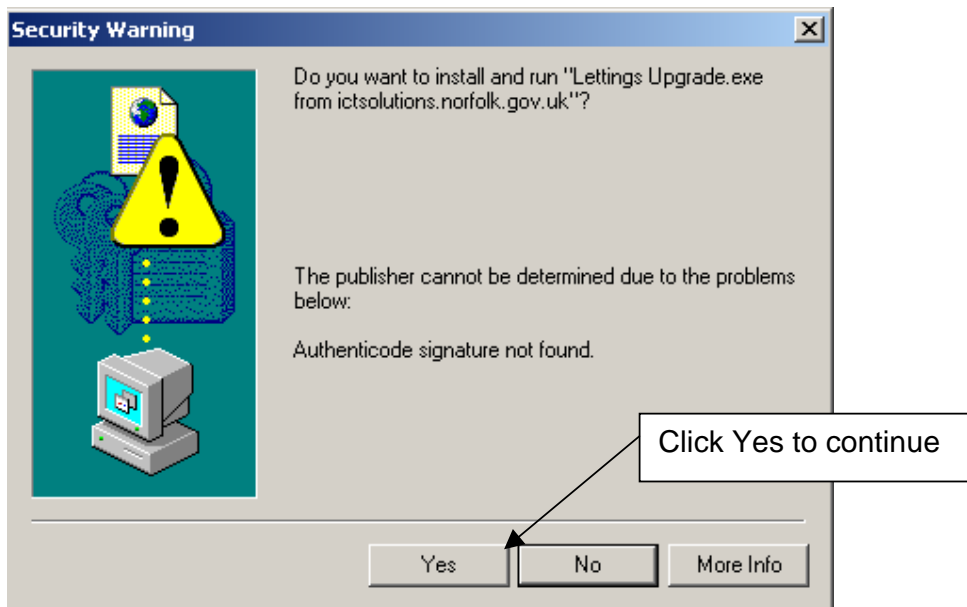 Security Warning
Do you want to install and run "Lettings Upgrade.exe
from ictsolutions.norfolk.gov.uk"?
The publisher cannot be determined due to the problems
below:
Authenticode signature not found.
Click Yes to continue
Yes
No
More Info